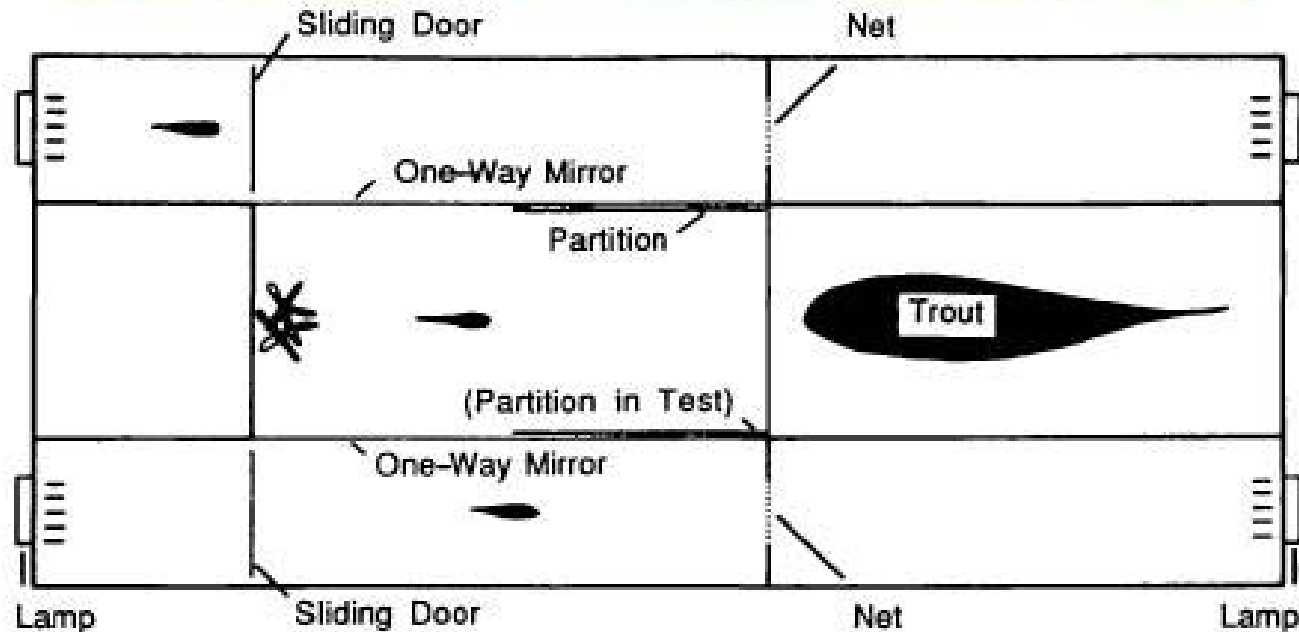 Sliding Door
Net
One-Way Mirror
Partition
Trout
(Partition in Test)
One-Way Mirror
Lamp
Sliding Door
Net
Lamp